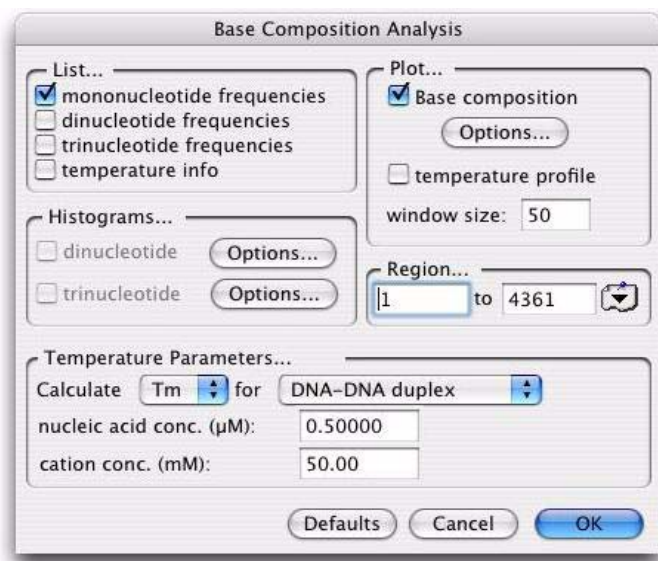 Base Composition Analysis
List...
mononucleotide frequencies
dinucleotide frequencies
trinucleotide frequencies
temperature info
Plot...
Base composition
Options...
temperature profile
window size: 50
Histograms...
dinucleotide Options...
trinucleotide Options...
Region...
1 to 4361
Temperature Parameters...
Calculate Tm for DNA-DNA duplex
nucleic acid conc. (µM): 0.50000
cation conc. (mM): 50.00
Defaults Cancel OK